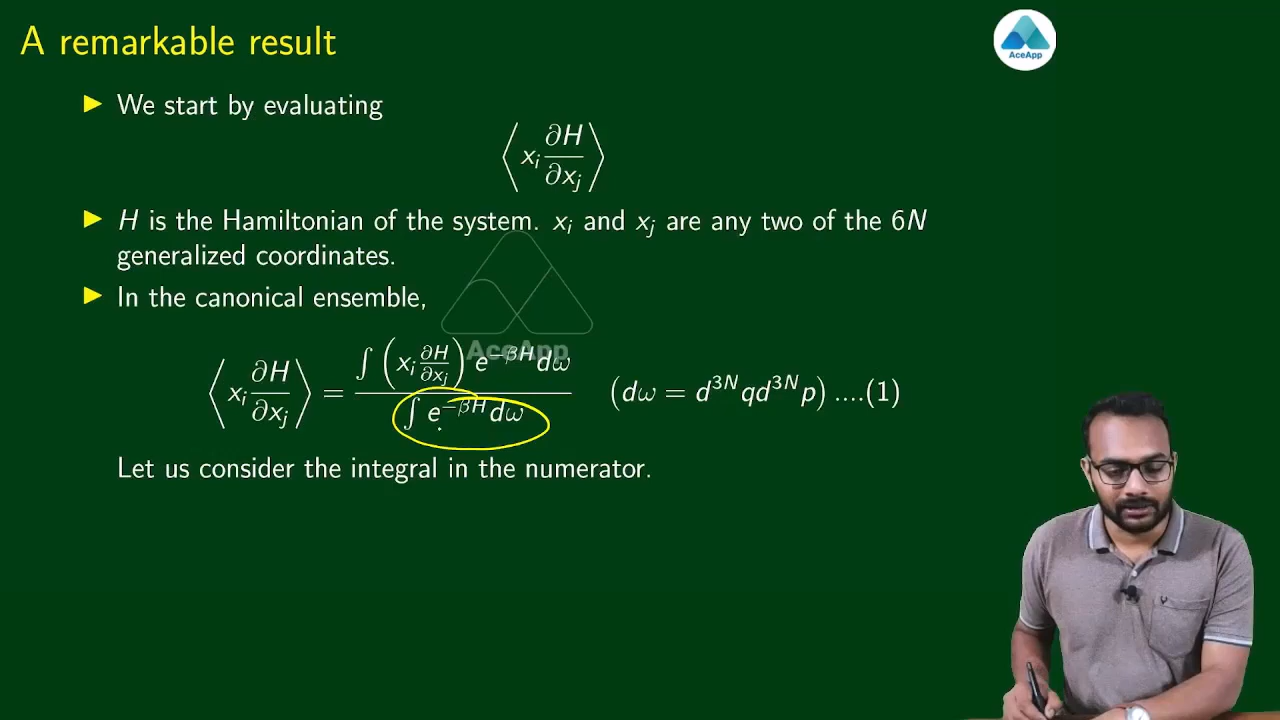 A remarkable result
AceApp
▶ We start by evaluating
⟨x_i ∂H/∂x_j⟩
▶ H is the Hamiltonian of the system. x_i and x_j are any two of the 6N
generalized coordinates.
▶ In the canonical ensemble,
AceApp
⟨x_i ∂H/∂x_j⟩ = ∫ (x_i ∂H/∂x_j) e^{−βH} dω / ∫ e^{−βH} dω (dω = d^{3N}q d^{3N}p) ....(1)
Let us consider the integral in the numerator.